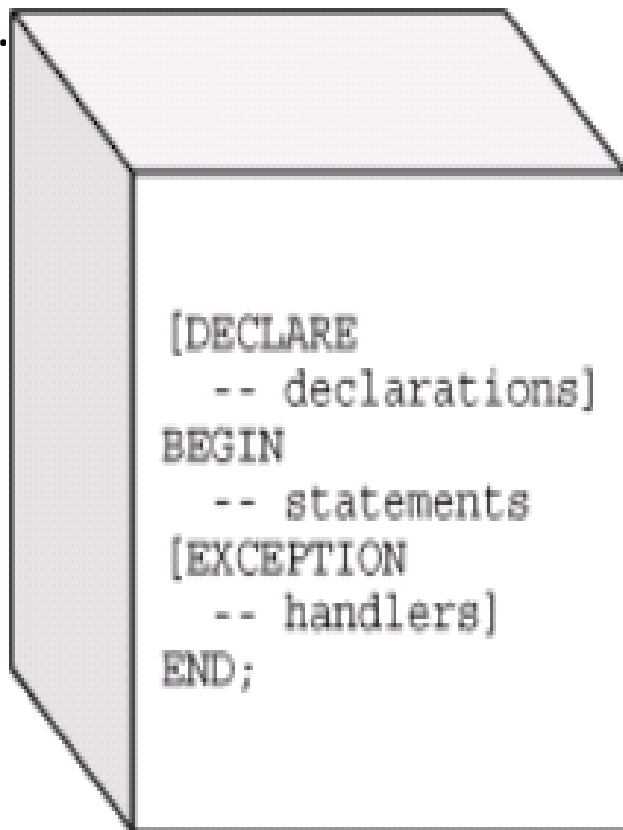 [DECLARE
-- declarations]
BEGIN
-- statements
[EXCEPTION
-- handlers]
END;